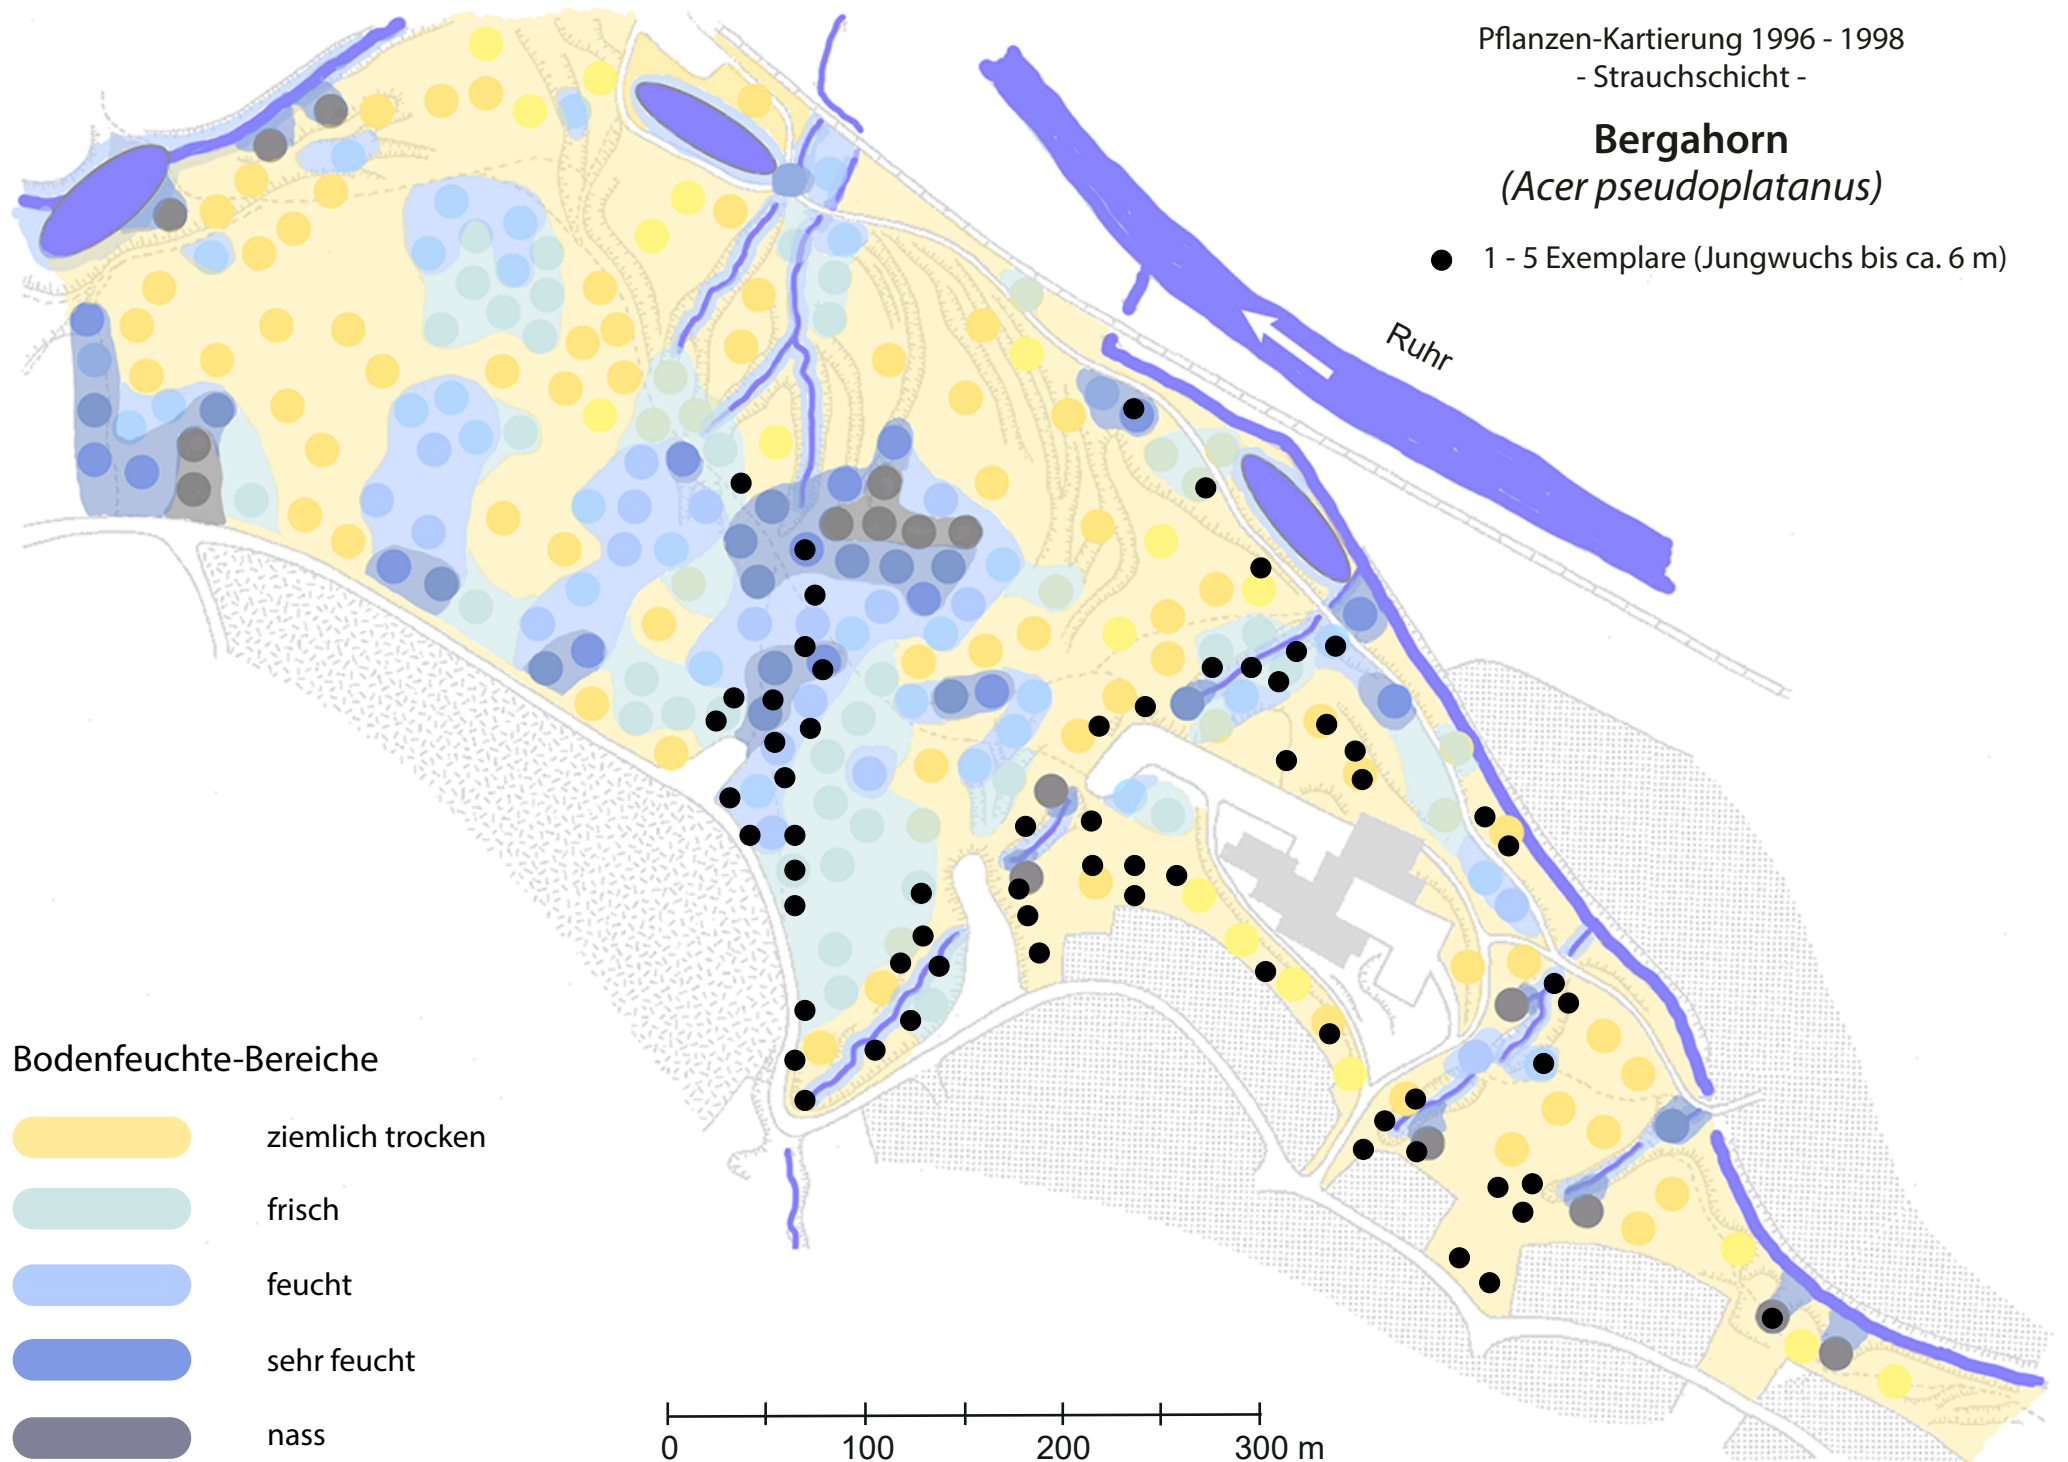 Pflanzen-Kartierung 1996 - 1998
- Strauchschicht -
Bergahorn
(Acer pseudoplatanus)
1 - 5 Exemplare (Jungwuchs bis ca. 6 m)
Ruhr
Bodenfeuchte-Bereiche
ziemlich trocken
frisch
feucht
sehr feucht
nass
0 100 200 300 m